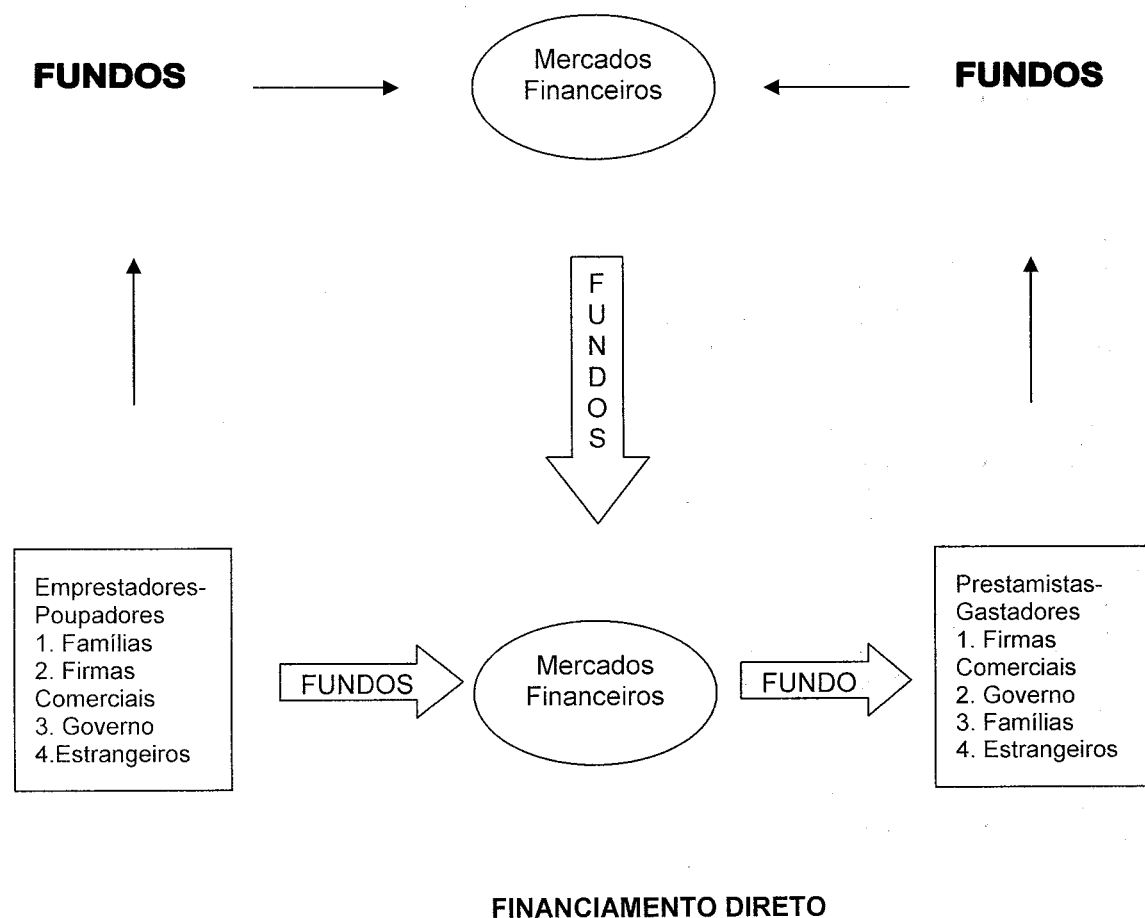 FUNDOS
Mercados
Financeiros
FUNDOS
F
U
N
D
O
S
Emprestadores-
Poupadores
1. Famílias
2. Firmas
Comerciais
3. Governo
4.Estrangeiros
FUNDOS
Mercados
Financeiros
FUNDO
Prestamistas-
Gastadores
1. Firmas
Comerciais
2. Governo
3. Famílias
4. Estrangeiros
FINANCIAMENTO DIRETO